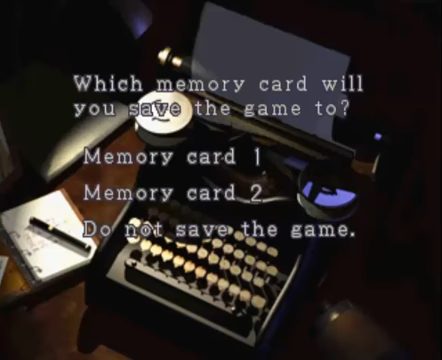 Which memory card will
you save the game to?
Memory card 1
Memory card 2
Do not save the game.